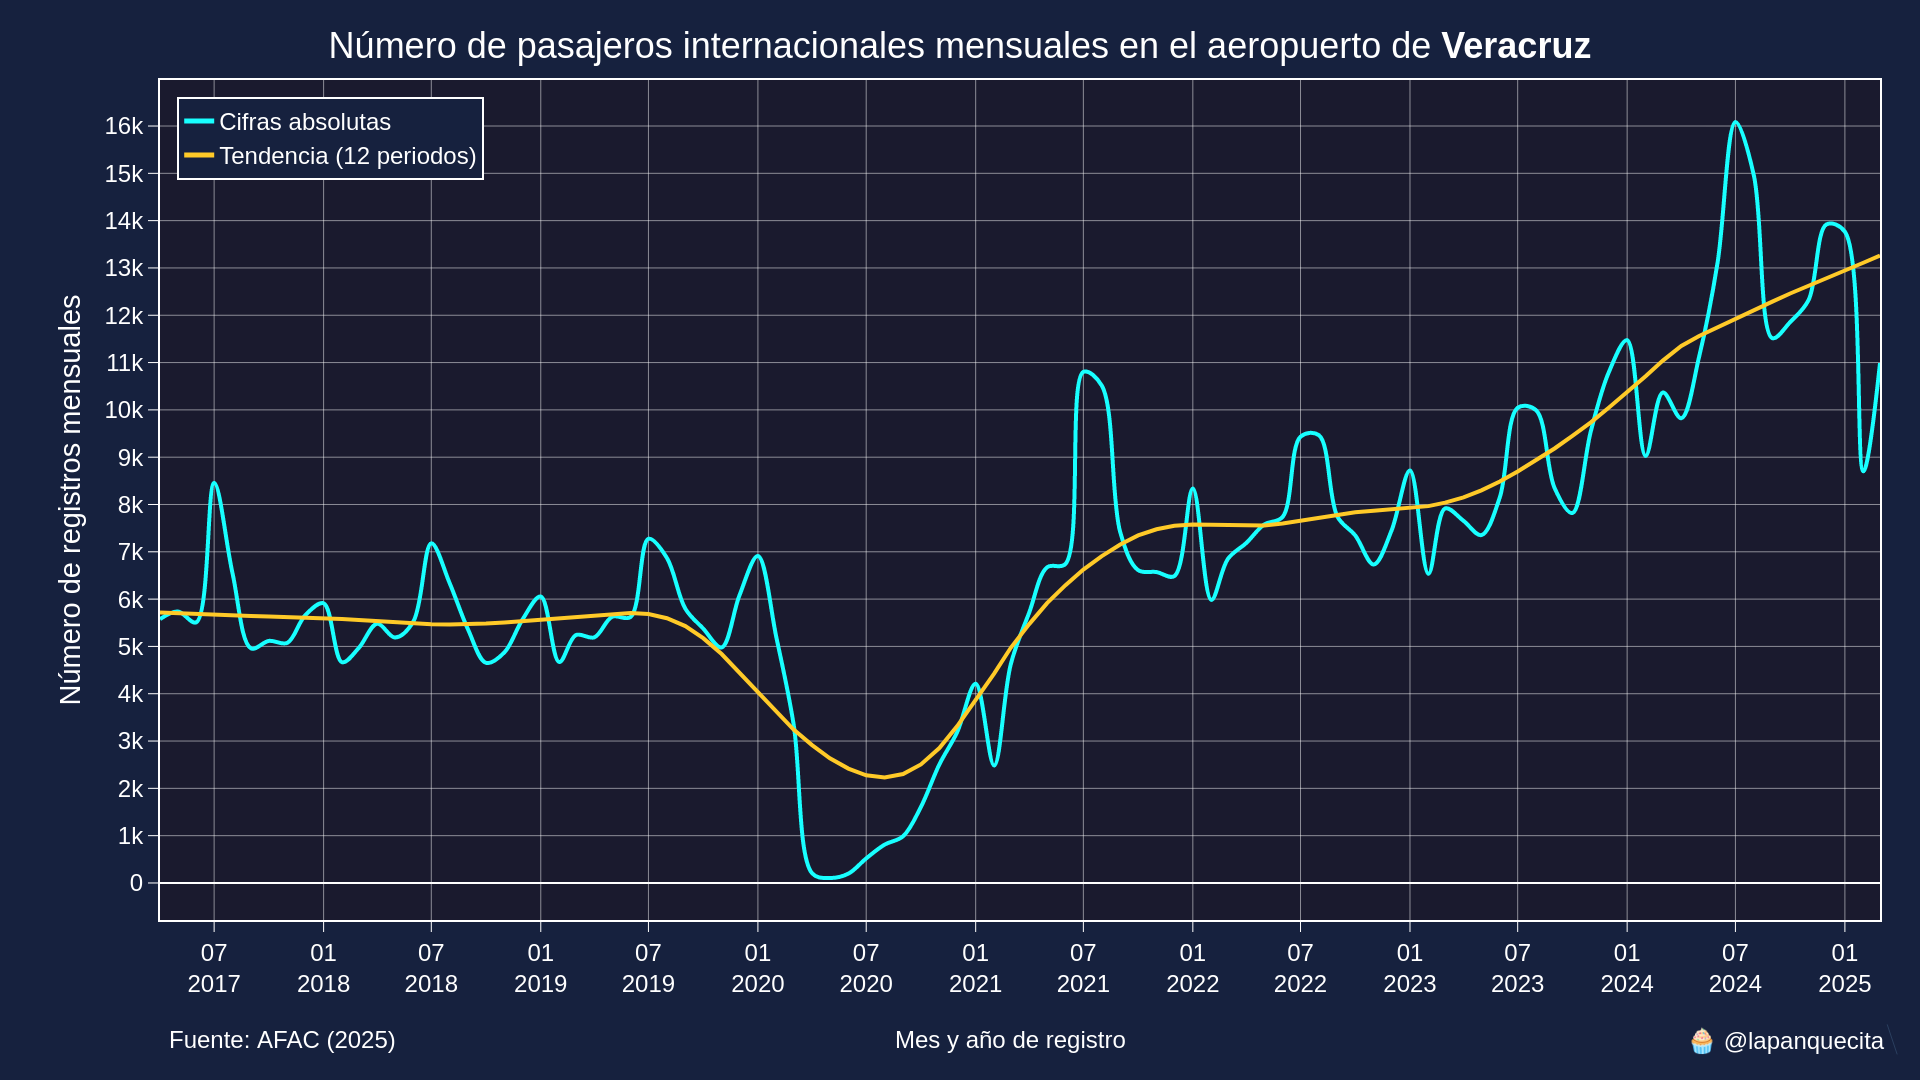 Número de pasajeros internacionales mensuales en el aeropuerto de Veracruz
Cifras absolutas
Tendencia (12 periodos)
Número de registros mensuales
16k
15k
14k
13k
12k
11k
10k
9k
8k
7k
6k
5k
4k
3k
2k
1k
0
07 01 07 01 07 01 07 01 07 01 07 01 07 01 07 01
2017 2018 2018 2019 2019 2020 2020 2021 2021 2022 2022 2023 2023 2024 2024 2025
Fuente: AFAC (2025)
Mes y año de registro
🧁 @lapanquecita